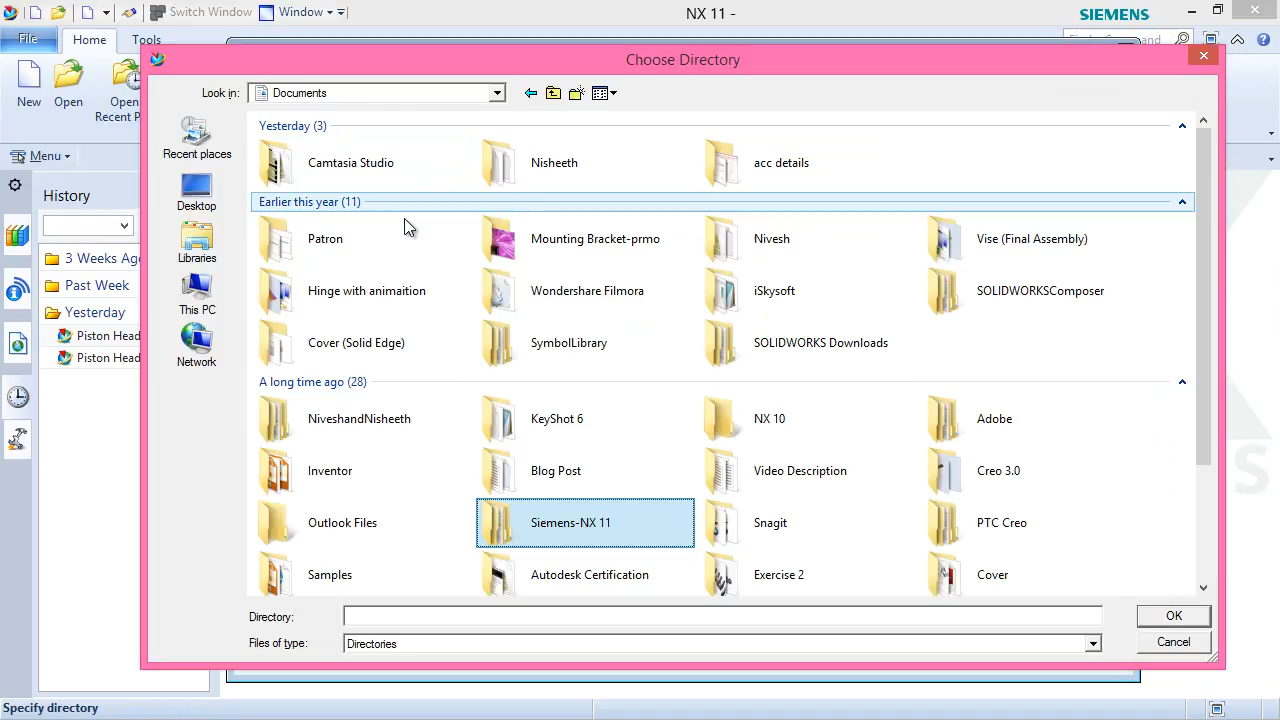 Switch Window Window NX 11 - SIEMENS
File Home Tools
Choose Directory
New Open Open
Recent P
Menu
Look in: Documents
History
3 Weeks Ag
Past Week
Yesterday
Piston Head
Piston Head
Recent places
Desktop
Libraries
This PC
Network
Yesterday (3)
Camtasia Studio Nisheeth acc details
Earlier this year (11)
Patron Mounting Bracket-prmo Nivesh Vise (Final Assembly)
Hinge with animaition Wondershare Filmora iSkysoft SOLIDWORKSComposer
Cover (Solid Edge) SymbolLibrary SOLIDWORKS Downloads
A long time ago (28)
NiveshandNisheeth KeyShot 6 NX 10 Adobe
Inventor Blog Post Video Description Creo 3.0
Outlook Files Siemens-NX 11 Snagit PTC Creo
Samples Autodesk Certification Exercise 2 Cover
Directory: OK
Files of type: Directories Cancel
Specify directory